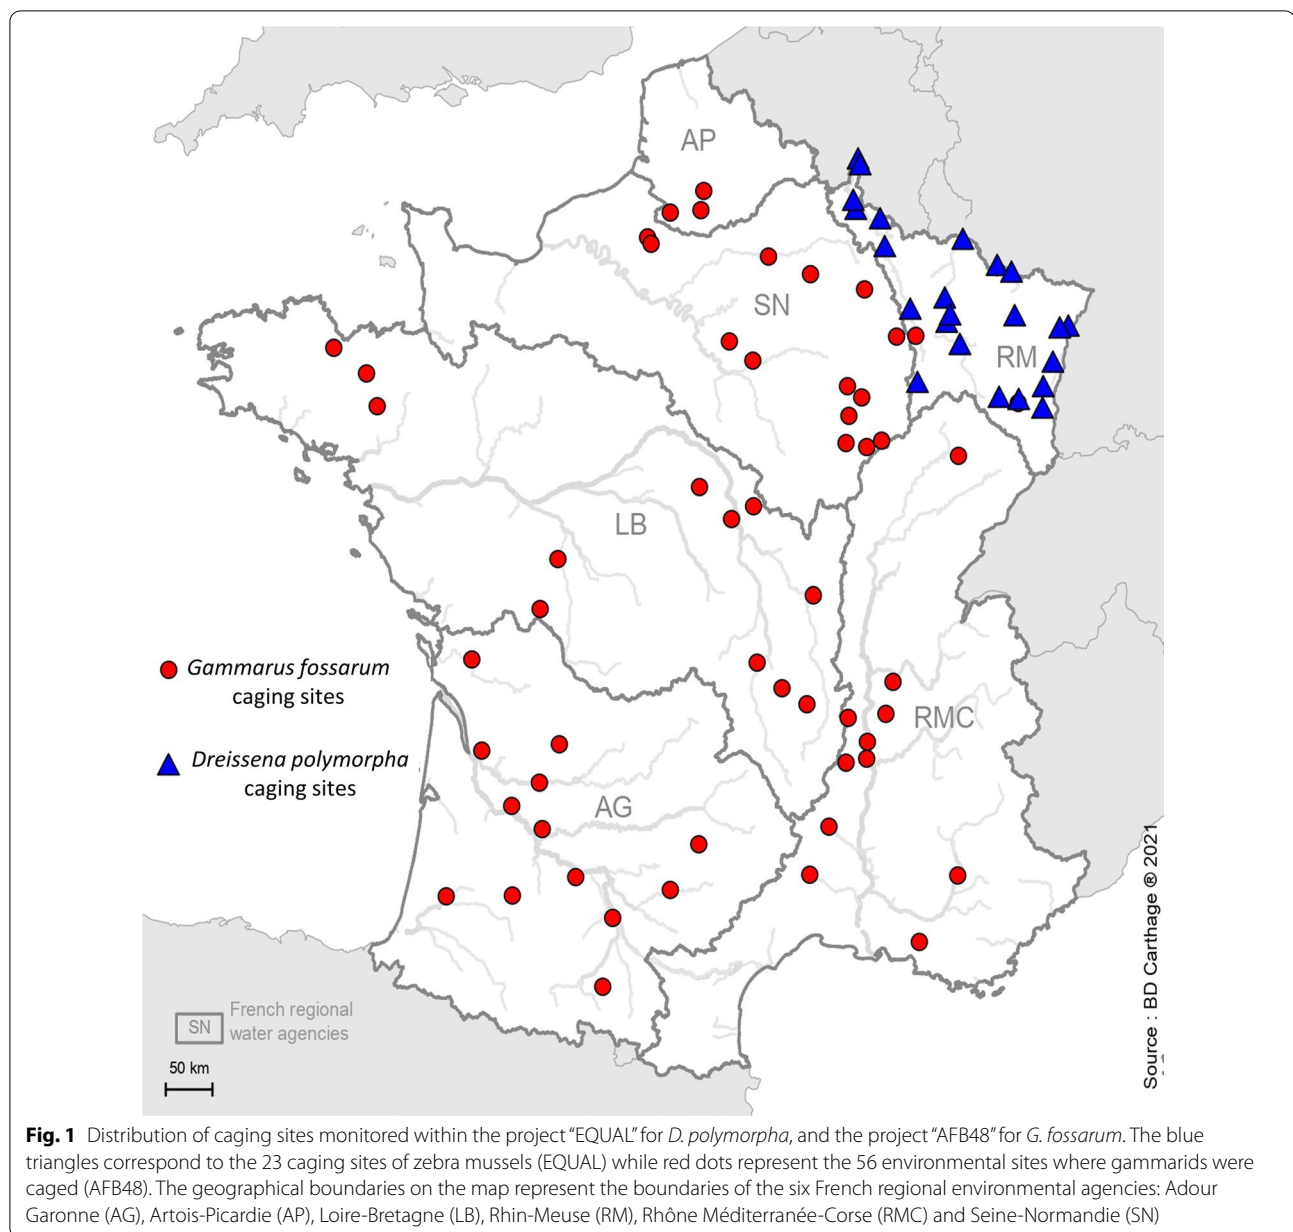 AP
SN
RM
LB
Gammarus fossarum
caging sites
RMC
Dreissena polymorpha
caging sites
AG
Source : BD Carthage ® 2021
SN
French regional
water agencies
50 km
Fig. 1 Distribution of caging sites monitored within the project “EQUAL” for D. polymorpha, and the project “AFB48” for G. fossarum. The blue
triangles correspond to the 23 caging sites of zebra mussels (EQUAL) while red dots represent the 56 environmental sites where gammarids were
caged (AFB48). The geographical boundaries on the map represent the boundaries of the six French regional environmental agencies: Adour
Garonne (AG), Artois-Picardie (AP), Loire-Bretagne (LB), Rhin-Meuse (RM), Rhône Méditerranée-Corse (RMC) and Seine-Normandie (SN)